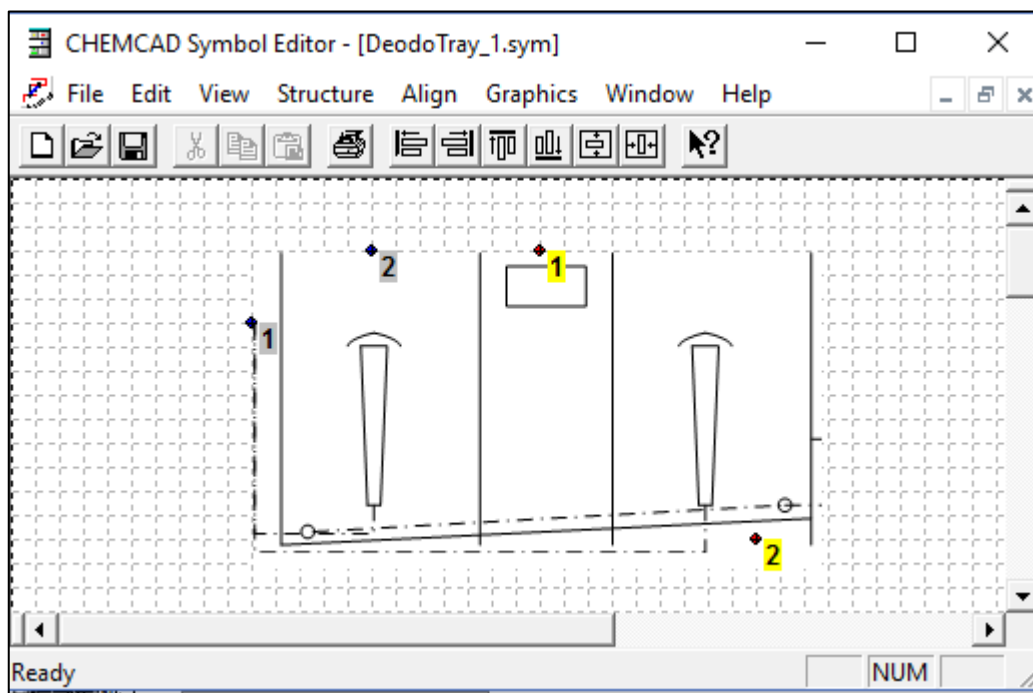 CHEMCAD Symbol Editor - [DeodoTray_1.sym]
File Edit View Structure Align Graphics Window Help
2 1
1
2
Ready NUM